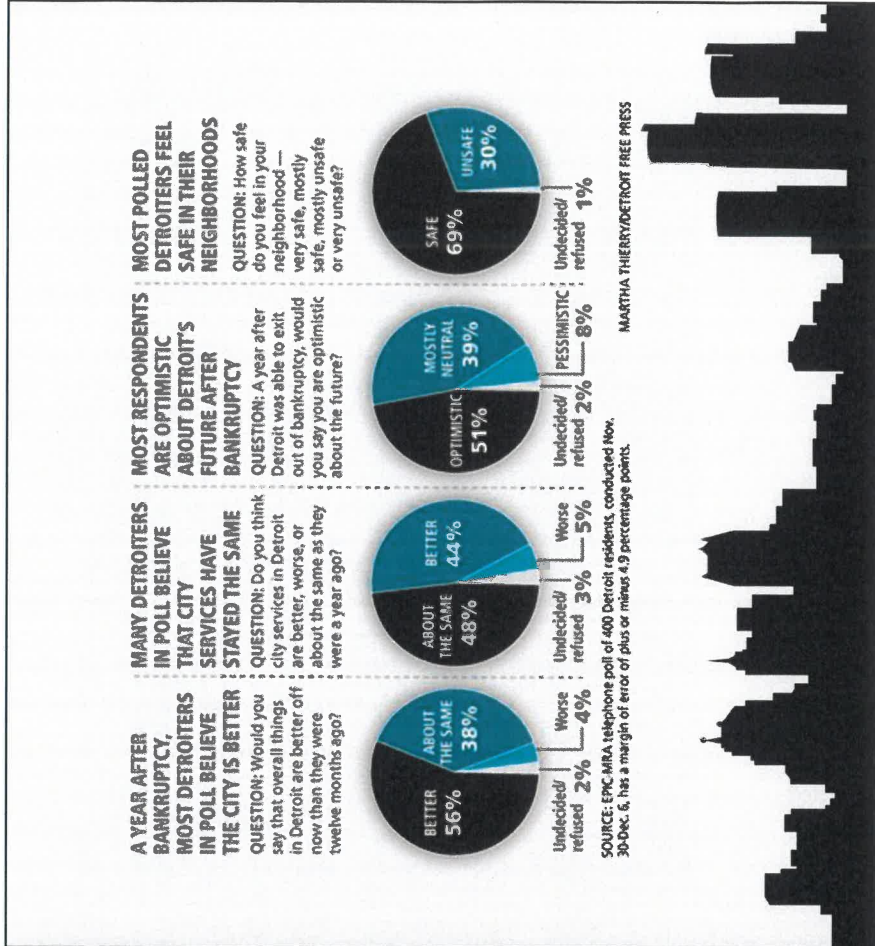 A YEAR AFTER
BANKRUPTCY,
MOST DETROITERS
IN POLL BELIEVE
THE CITY IS BETTER
QUESTION: Would you
say that overall things
in Detroit are better off
now than they were
twelve months ago?
BETTER
56%
ABOUT
THE SAME
38%
Undecided/
refused 2%
Worse
4%
MANY DETROITERS
IN POLL BELIEVE
THAT CITY
SERVICES HAVE
STAYED THE SAME
QUESTION: Do you think
city services in Detroit
are better, worse, or
about the same as they
were a year ago?
ABOUT
THE SAME
48%
BETTER
44%
Undecided/
refused 3%
Worse
5%
MOST RESPONDENTS
ARE OPTIMISTIC
ABOUT DETROIT'S
FUTURE AFTER
BANKRUPTCY
QUESTION: A year after
Detroit was able to exit
out of bankruptcy, would
you say you are optimistic
about the future?
OPTIMISTIC
51%
MOSTLY
NEUTRAL
39%
Undecided/
refused 2%
PESSIMISTIC
8%
MOST POLLED
DETROITERS FEEL
SAFE IN THEIR
NEIGHBORHOODS
QUESTION: How safe
do you feel in your
neighborhood —
very safe, mostly
safe, mostly unsafe
or very unsafe?
SAFE
69%
UNSAFE
30%
Undecided/
refused 1%
SOURCE: EPIC-MRA telephone poll of 400 Detroit residents, conducted Nov.
30-Dec. 6, has a margin of error of plus or minus 4.9 percentage points.
MARTHA THIERRY/DETROIT FREE PRESS